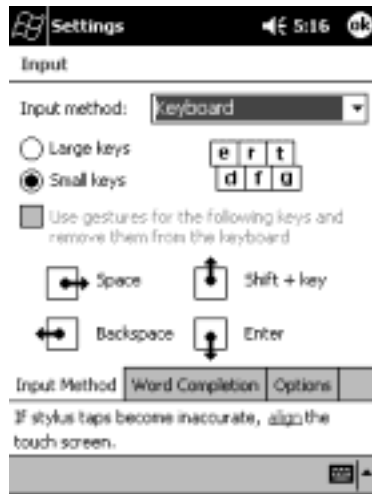 Settings 5:16 ok
Input
Input method: Keyboard
Large keys
Small keys
e r t
d f g
Use gestures for the following keys and
remove them from the keyboard
Space Shift + key
Backspace Enter
Input Method Word Completion Options
If stylus taps become inaccurate, align the
touch screen.